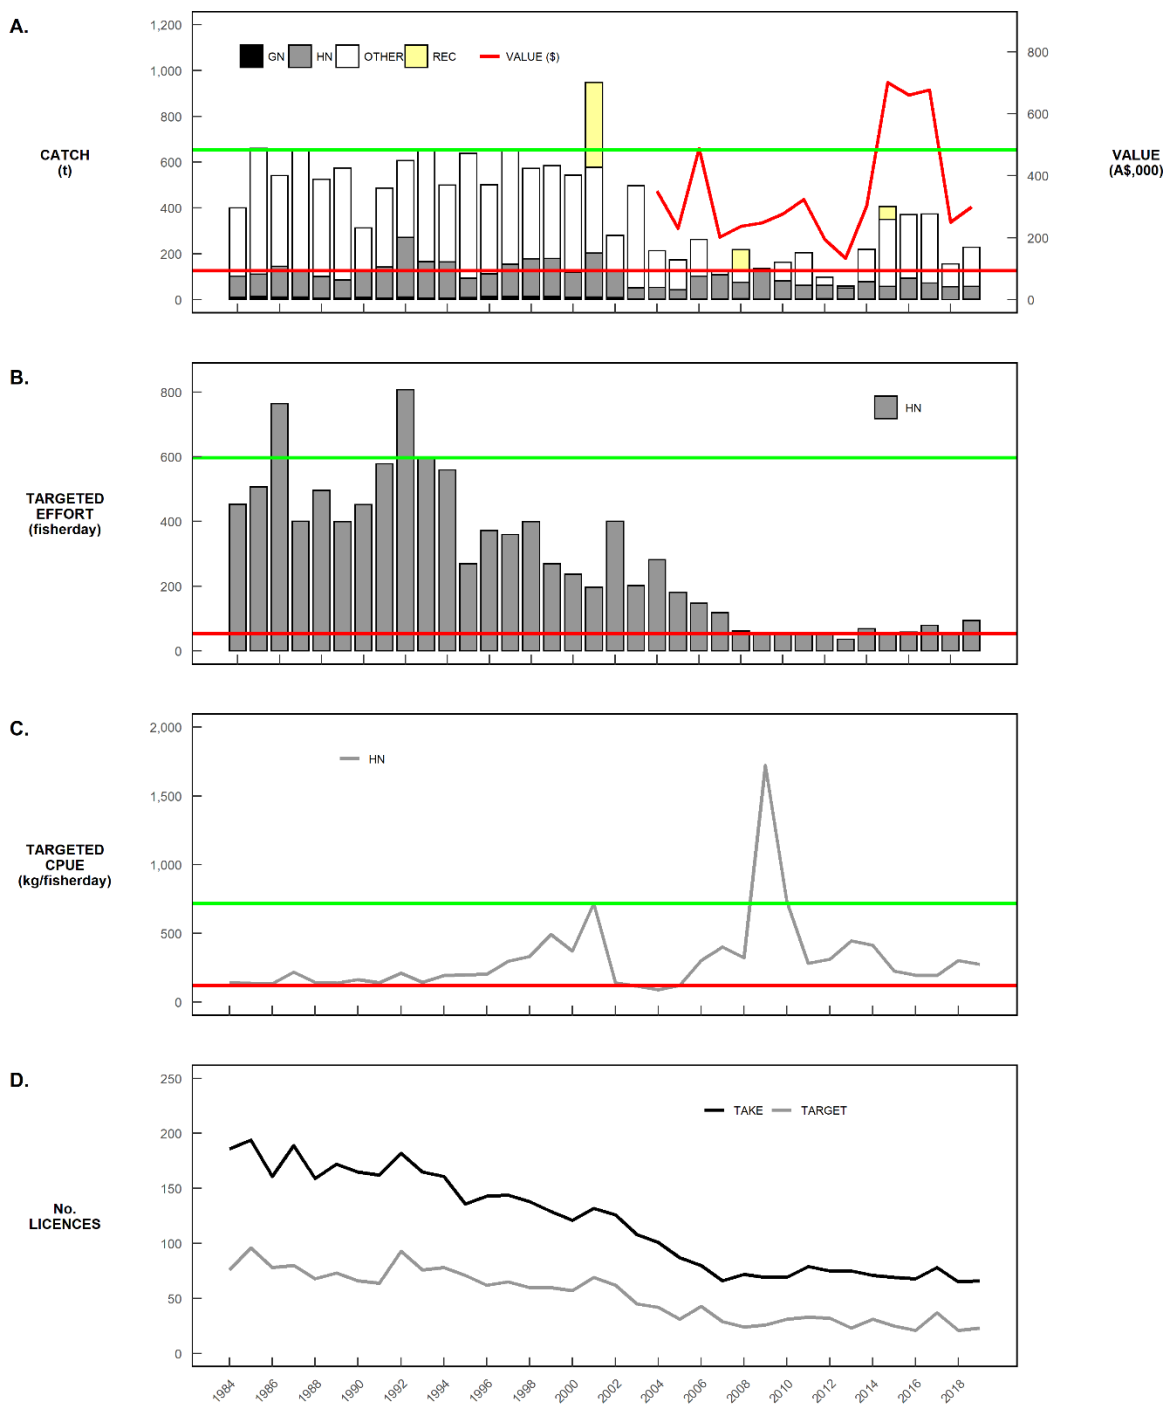 A.
CATCH
(t)
1,200
1,000
800
600
400
200
0
GN HN OTHER REC VALUE ($)
800
600
400
200
0
VALUE
(A$,000)
B.
TARGETED
EFFORT
(fisherday)
800
600
400
200
0
HN
C.
TARGETED
CPUE
(kg/fisherday)
2,000
1,500
1,000
500
0
HN
D.
No.
LICENCES
250
200
150
100
50
0
TAKE TARGET
1984 1986 1988 1990 1992 1994 1996 1998 2000 2002 2004 2006 2008 2010 2012 2014 2016 2018